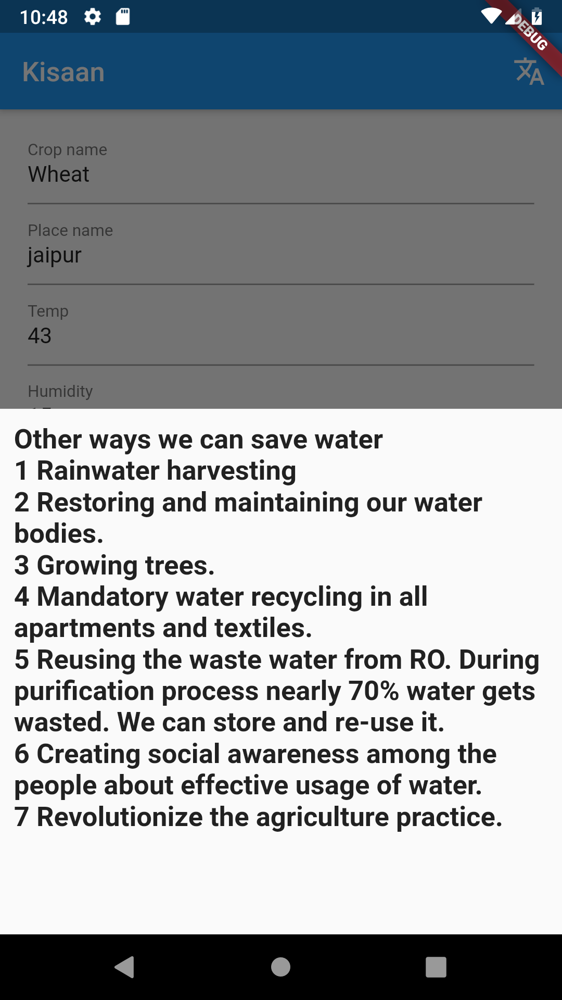 10:48
DEBUG
Kisaan
Crop name
Wheat
Place name
jaipur
Temp
43
Humidity
Other ways we can save water
1 Rainwater harvesting
2 Restoring and maintaining our water
bodies.
3 Growing trees.
4 Mandatory water recycling in all
apartments and textiles.
5 Reusing the waste water from RO. During
purification process nearly 70% water gets
wasted. We can store and re-use it.
6 Creating social awareness among the
people about effective usage of water.
7 Revolutionize the agriculture practice.